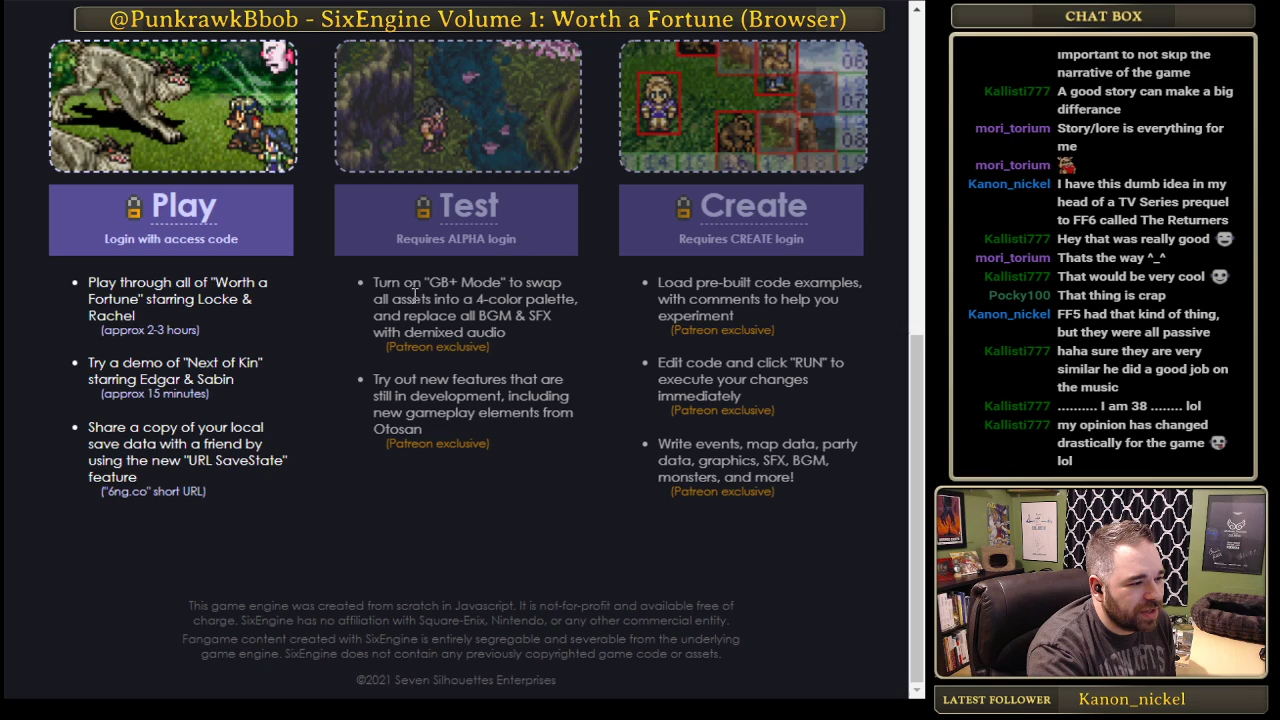 @PunkrawkBbob - SixEngine Volume 1: Worth a Fortune (Browser)
06
07
08
14 15 16 17 18 19
Play
Login with access code
Play through all of "Worth a
Fortune" starring Locke &
Rachel
(approx 2-3 hours)
Try a demo of "Next of Kin"
starring Edgar & Sabin
(approx 15 minutes)
Share a copy of your local
save data with a friend by
using the new "URL SaveState"
feature
("6ng.co" short URL)
Test
Requires ALPHA login
Turn on "GB+ Mode" to swap
all assets into a 4-color palette,
and replace all BGM & SFX
with demixed audio
(Patreon exclusive)
Try out new features that are
still in development, including
new gameplay elements from
Otosan
(Patreon exclusive)
Create
Requires CREATE login
Load pre-built code examples,
with comments to help you
experiment
(Patreon exclusive)
Edit code and click "RUN" to
execute your changes
immediately
(Patreon exclusive)
Write events, map data, party
data, graphics, SFX, BGM,
monsters, and more!
(Patreon exclusive)
This game engine was created from scratch in Javascript. It is not-for-profit and available free of
charge. SixEngine has no affiliation with Square-Enix, Nintendo, or any other commercial entity.
Fangame content created with SixEngine is entirely segregable and severable from the underlying
game engine. SixEngine does not contain any previously copyrighted game code or assets.
©2021 Seven Silhouettes Enterprises
CHAT BOX
important to not skip the
narrative of the game
Kallisti777 A good story can make a big
differance
mori_torium Story/lore is everything for
me
mori_torium
Kanon_nickel I have this dumb idea in my
head of a TV Series prequel
to FF6 called The Returners
Kallisti777 Hey that was really good
mori_torium Thats the way ^_^
Kallisti777 That would be very cool
Pocky100 That thing is crap
Kanon_nickel FF5 had that kind of thing,
but they were all passive
Kallisti777 haha sure they are very
similar he did a good job on
the music
Kallisti777 .......... I am 38 ........ lol
Kallisti777 my opinion has changed
drastically for the game
lol
LATEST FOLLOWER Kanon_nickel